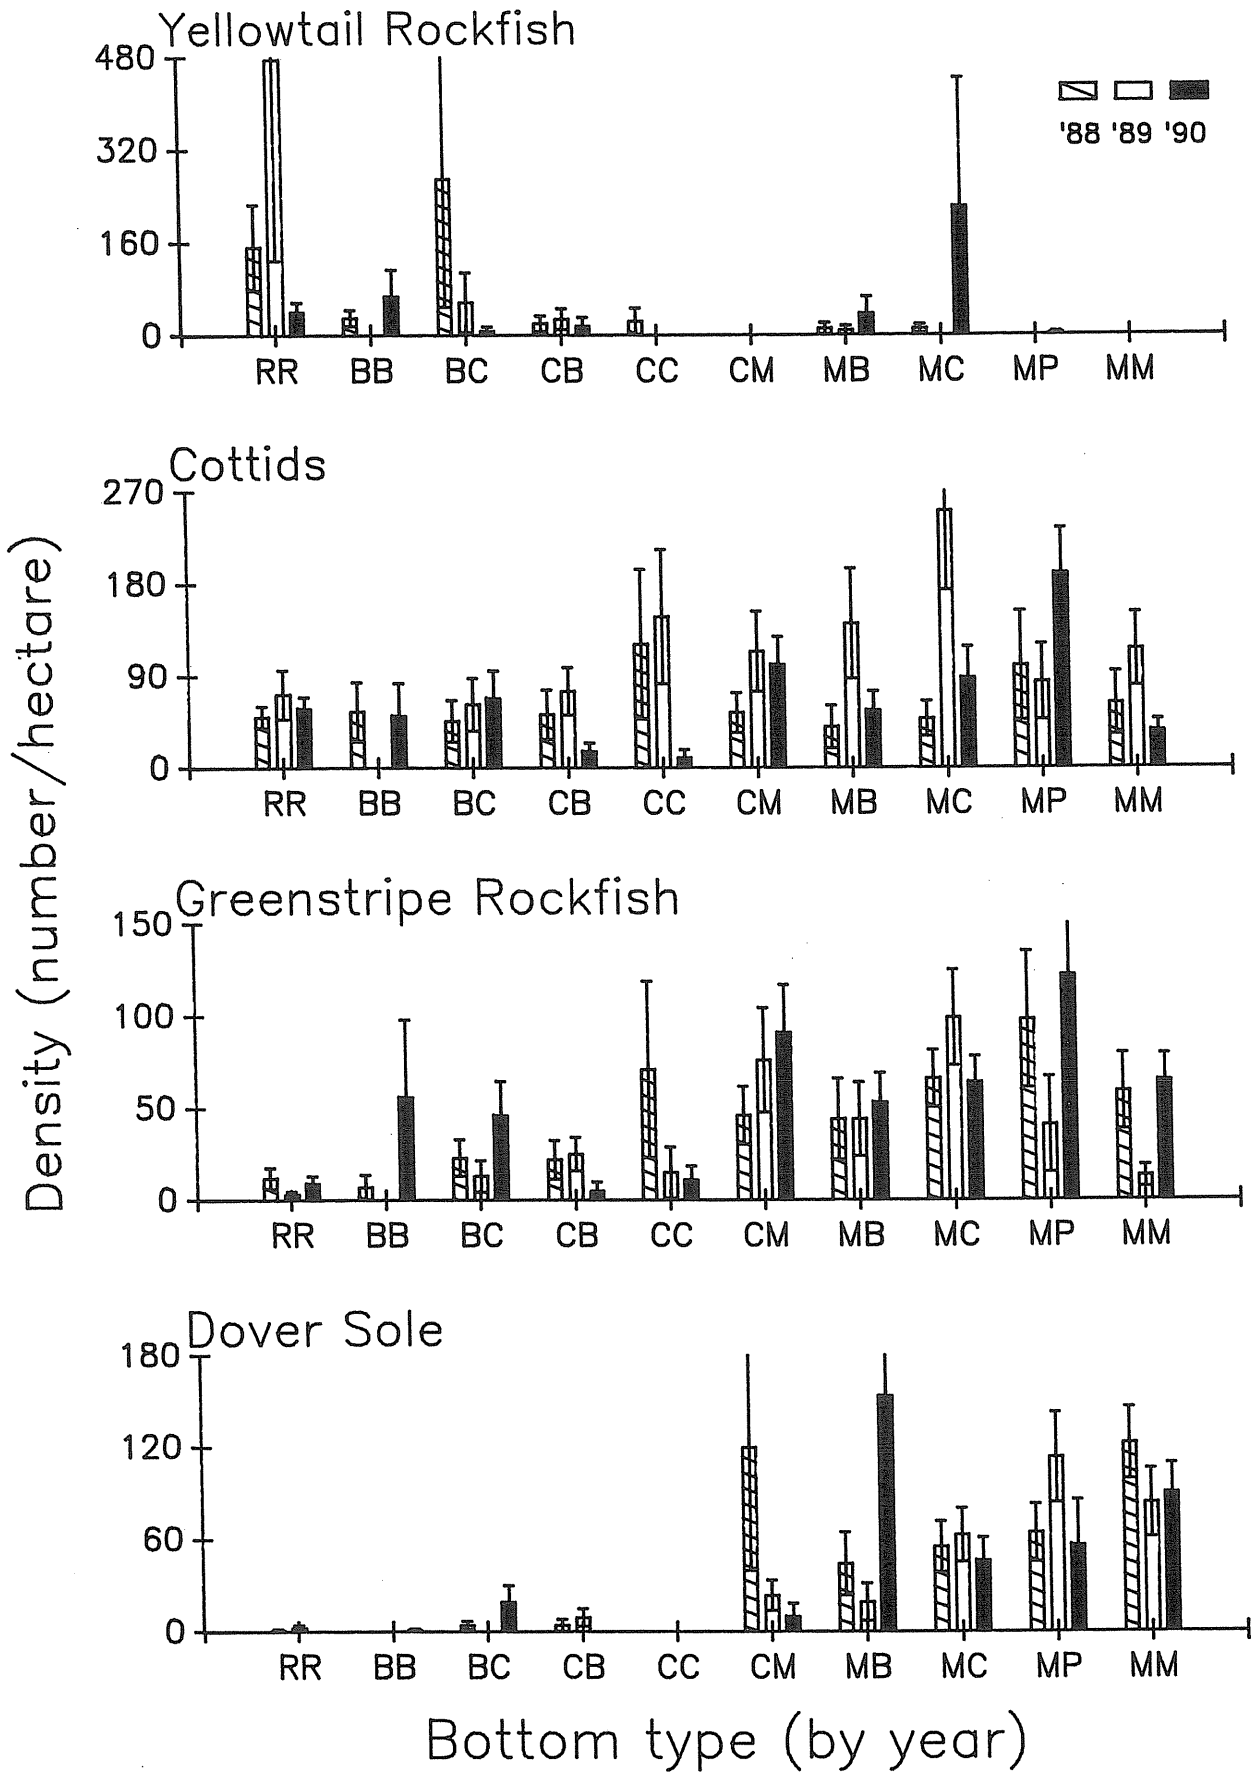 Yellowtail Rockfish
480
320
160
0
'88 '89 '90
RR BB BC CB CC CM MB MC MP MM
Cottids
270
180
90
0
RR BB BC CB CC CM MB MC MP MM
Density (number/hectare)
Greenstripe Rockfish
150
100
50
0
RR BB BC CB CC CM MB MC MP MM
Dover Sole
180
120
60
0
RR BB BC CB CC CM MB MC MP MM
Bottom type (by year)